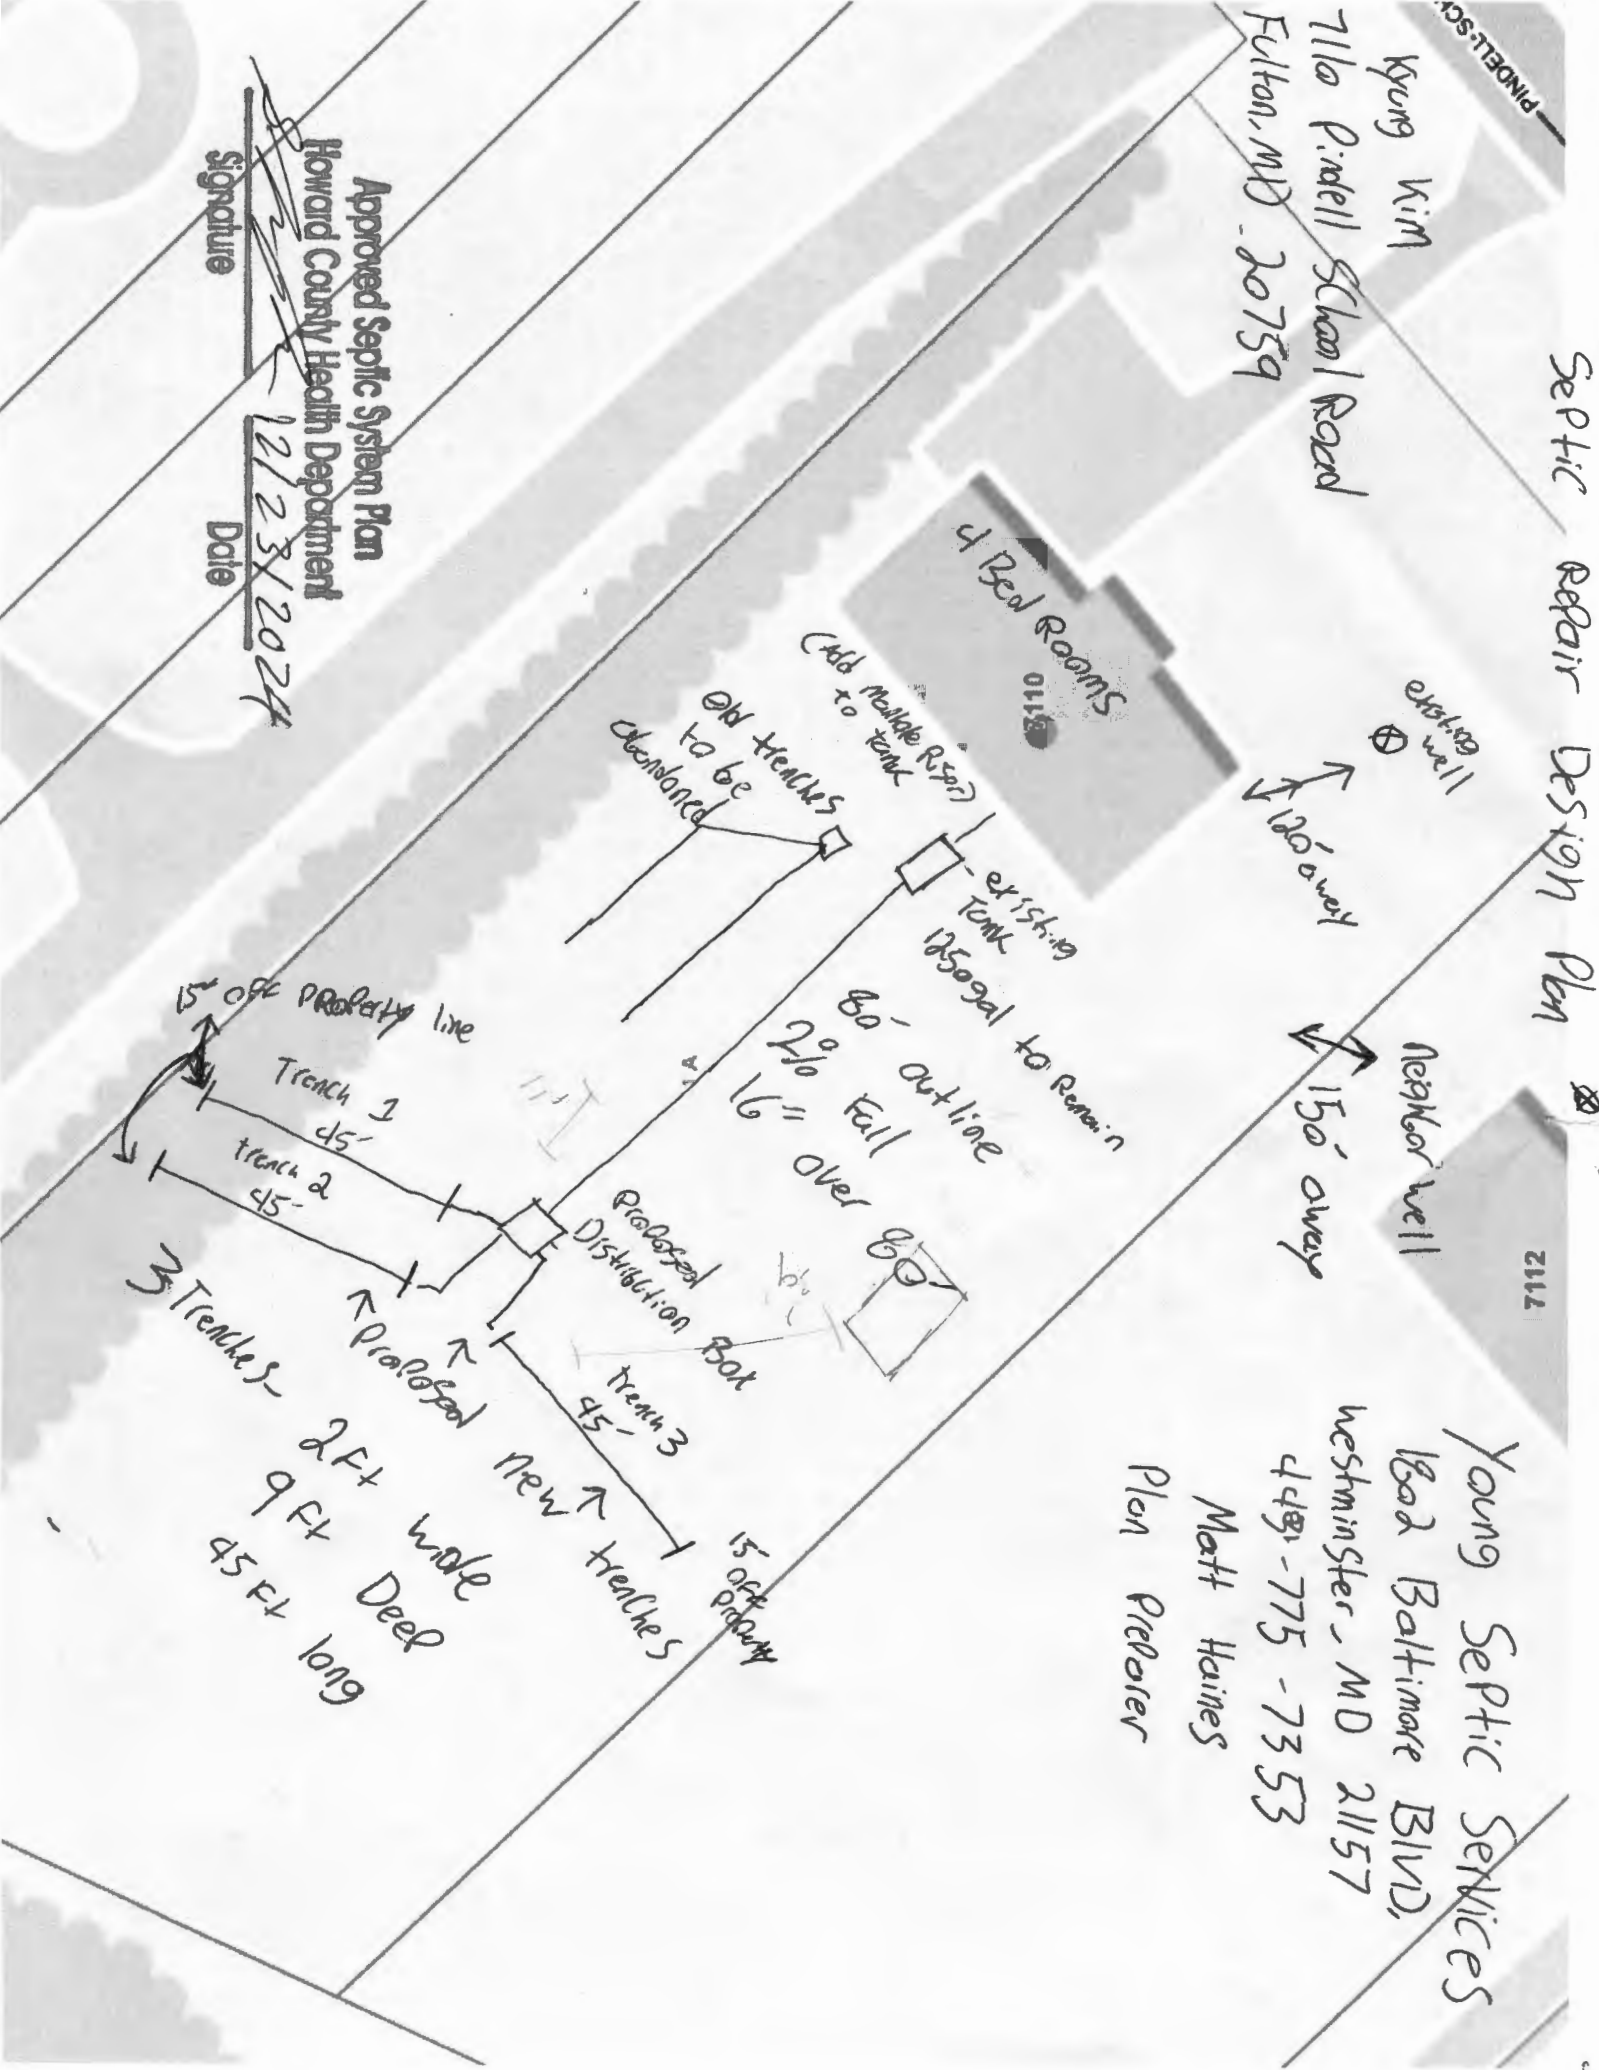 Septic Repair Design Plan
PINDELL SCH
Kyung Kim
7110 Pindell School Road
Fulton, MD - 20759
existing
well
120' away
neighbor well
150' away
7112
4 Bed Rooms
7110
(Add manhole Riser)
to tank
old trenches
to be
abandoned
existing
Tank
1250gal to Remain
80' outline
2% Fall
16" over 80'
Proposed
Distribution Box
15' off property line
Trench 1
45'
trench 2
45'
trench 3
45'
15' off
property
Proposed new trenches
3 Trenches - 2 Ft wide
9 Ft Deep
45 Ft long
Young Septic Services
Baltimore Blvd,
Westminster, MD 21157
775-7353
Matt Haines
Plan Preparer
Approved Septic System Plan
Howard County Health Department
12/23/2024
Signature Date